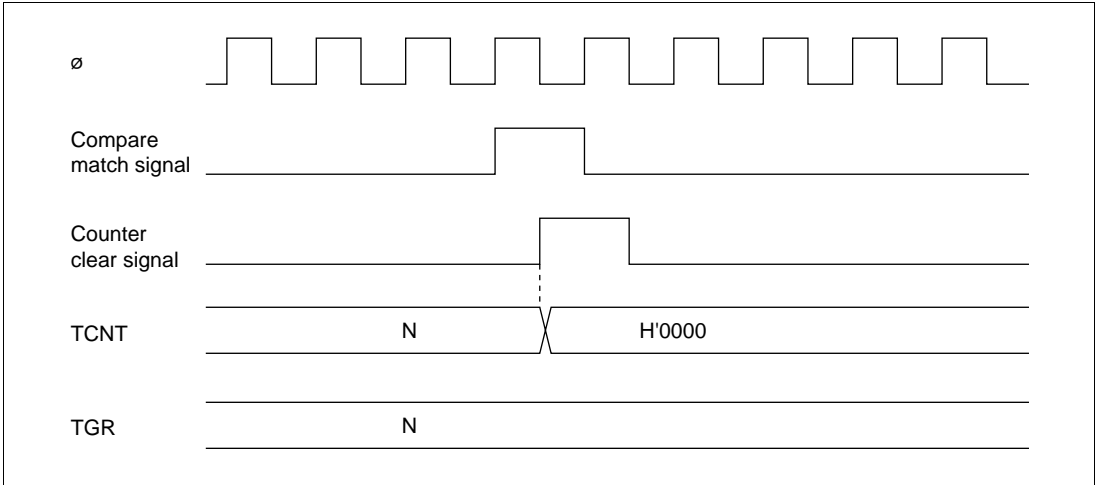 ø
Compare
match signal
Counter
clear signal
TCNT
N
H'0000
TGR
N